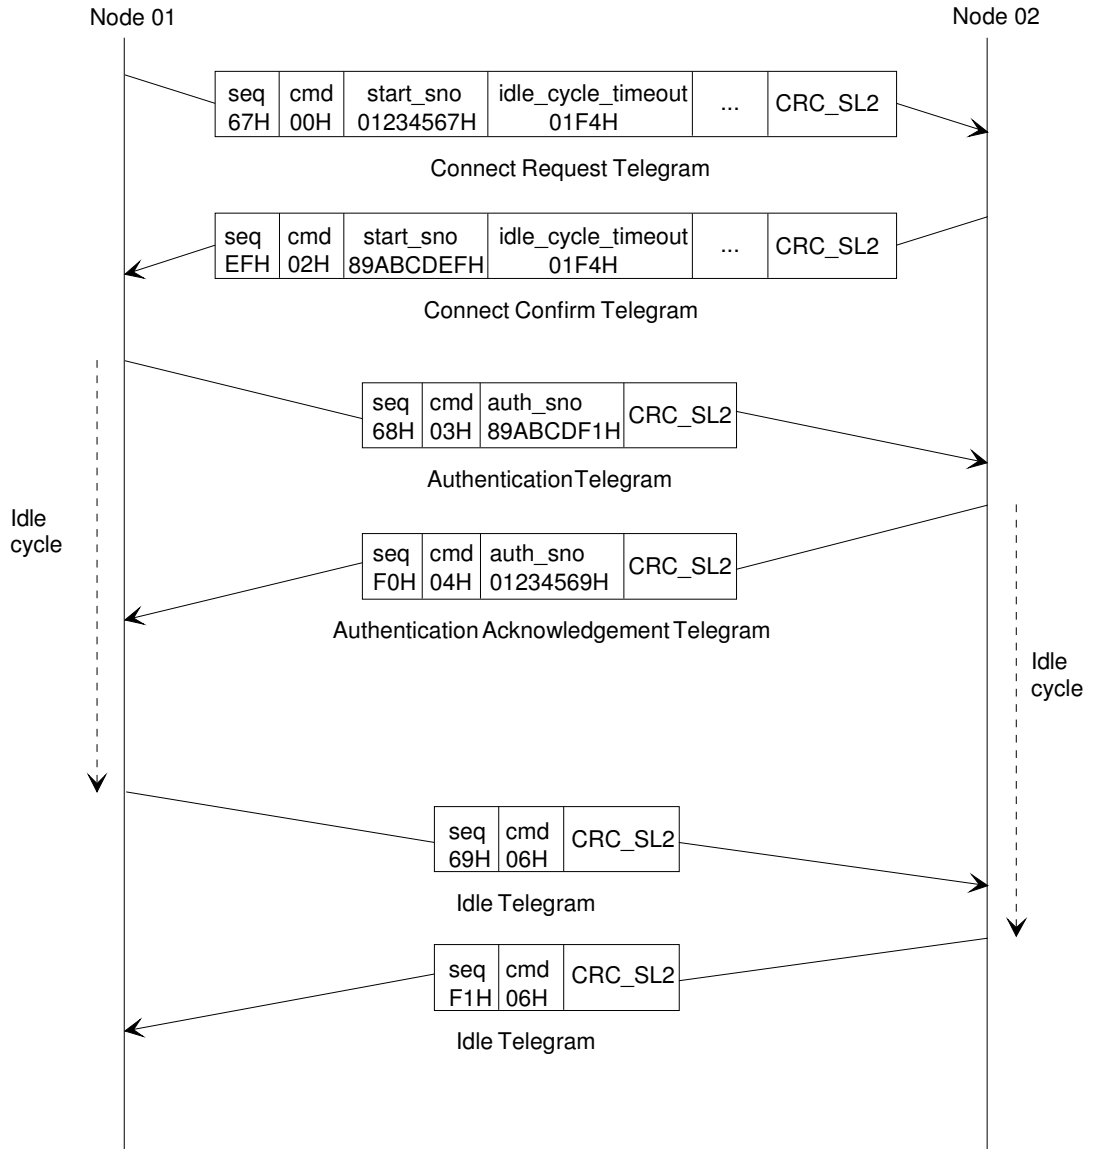 Node 01
Node 02
seq cmd start_sno idle_cycle_timeout ... CRC_SL2
67H 00H 01234567H 01F4H
Connect Request Telegram
seq cmd start_sno idle_cycle_timeout ... CRC_SL2
EFH 02H 89ABCDEFH 01F4H
Connect Confirm Telegram
seq cmd auth_sno CRC_SL2
68H 03H 89ABCDF1H
Authentication Telegram
Idle
cycle
seq cmd auth_sno CRC_SL2
F0H 04H 01234569H
Authentication Acknowledgement Telegram
Idle
cycle
seq cmd CRC_SL2
69H 06H
Idle Telegram
seq cmd CRC_SL2
F1H 06H
Idle Telegram